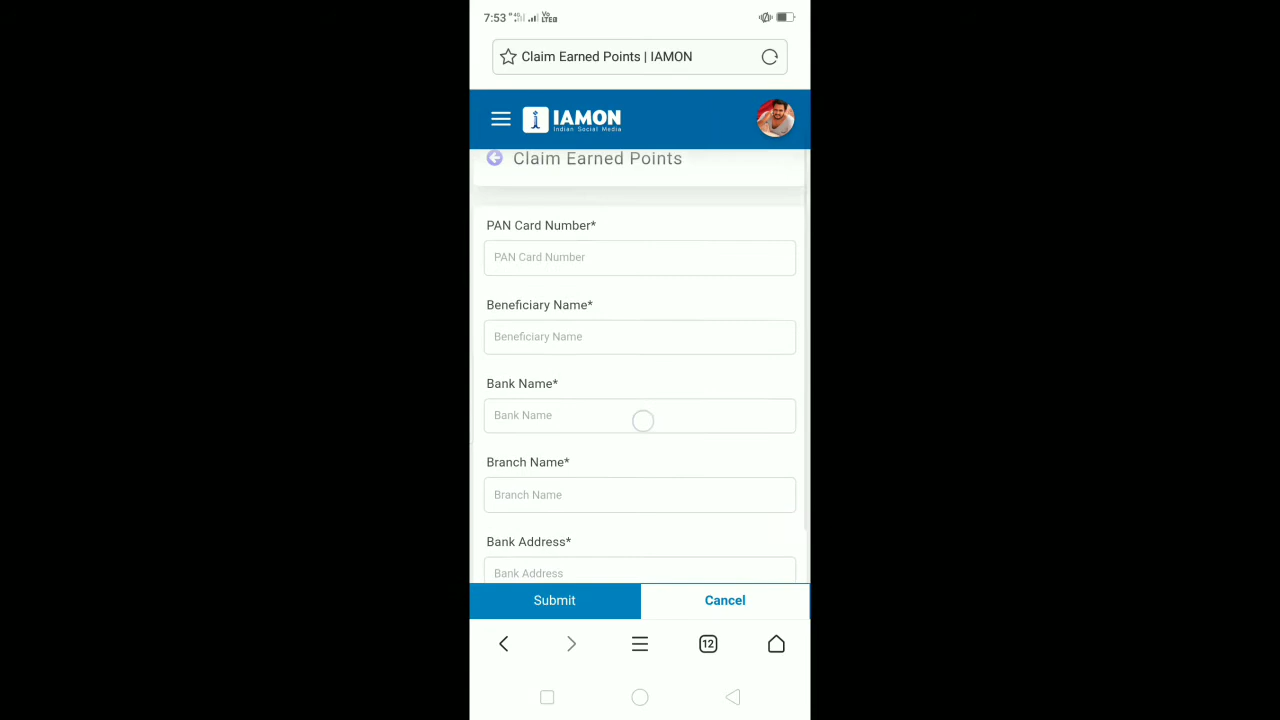 7:53
Claim Earned Points | IAMON
IAMON
Indian Social Media
Claim Earned Points
PAN Card Number*
PAN Card Number
Beneficiary Name*
Beneficiary Name
Bank Name*
Bank Name
Branch Name*
Branch Name
Bank Address*
Bank Address
Submit Cancel
12